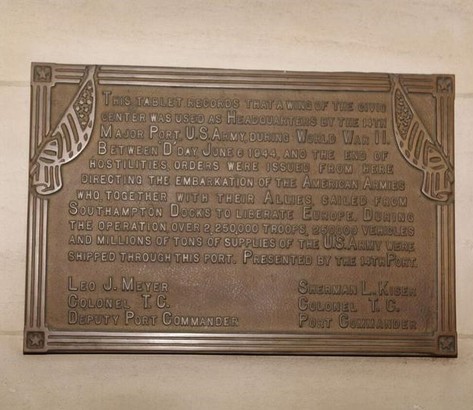 This tablet records that a wing of the Civic
Center was used as Headquarters by the 14th
Major Port, U.S. Army during World War II.
Between D'day, June 6 1944, and the end of
hostilities orders were issued from here
directing the embarkation of the American Armies
who together with their Allies, sailed from
Southampton Docks to liberate Europe. During
the operation, over 2,250000 troops, vehicles
and millions of tons of supplies of the U.S. Army were
shipped through this port. Presented by the 14th Port.
Leo J. Meyer
Colonel T.C.
Deputy Port Commander
Sherman L. Kiser
Colonel T.C.
Port Commander